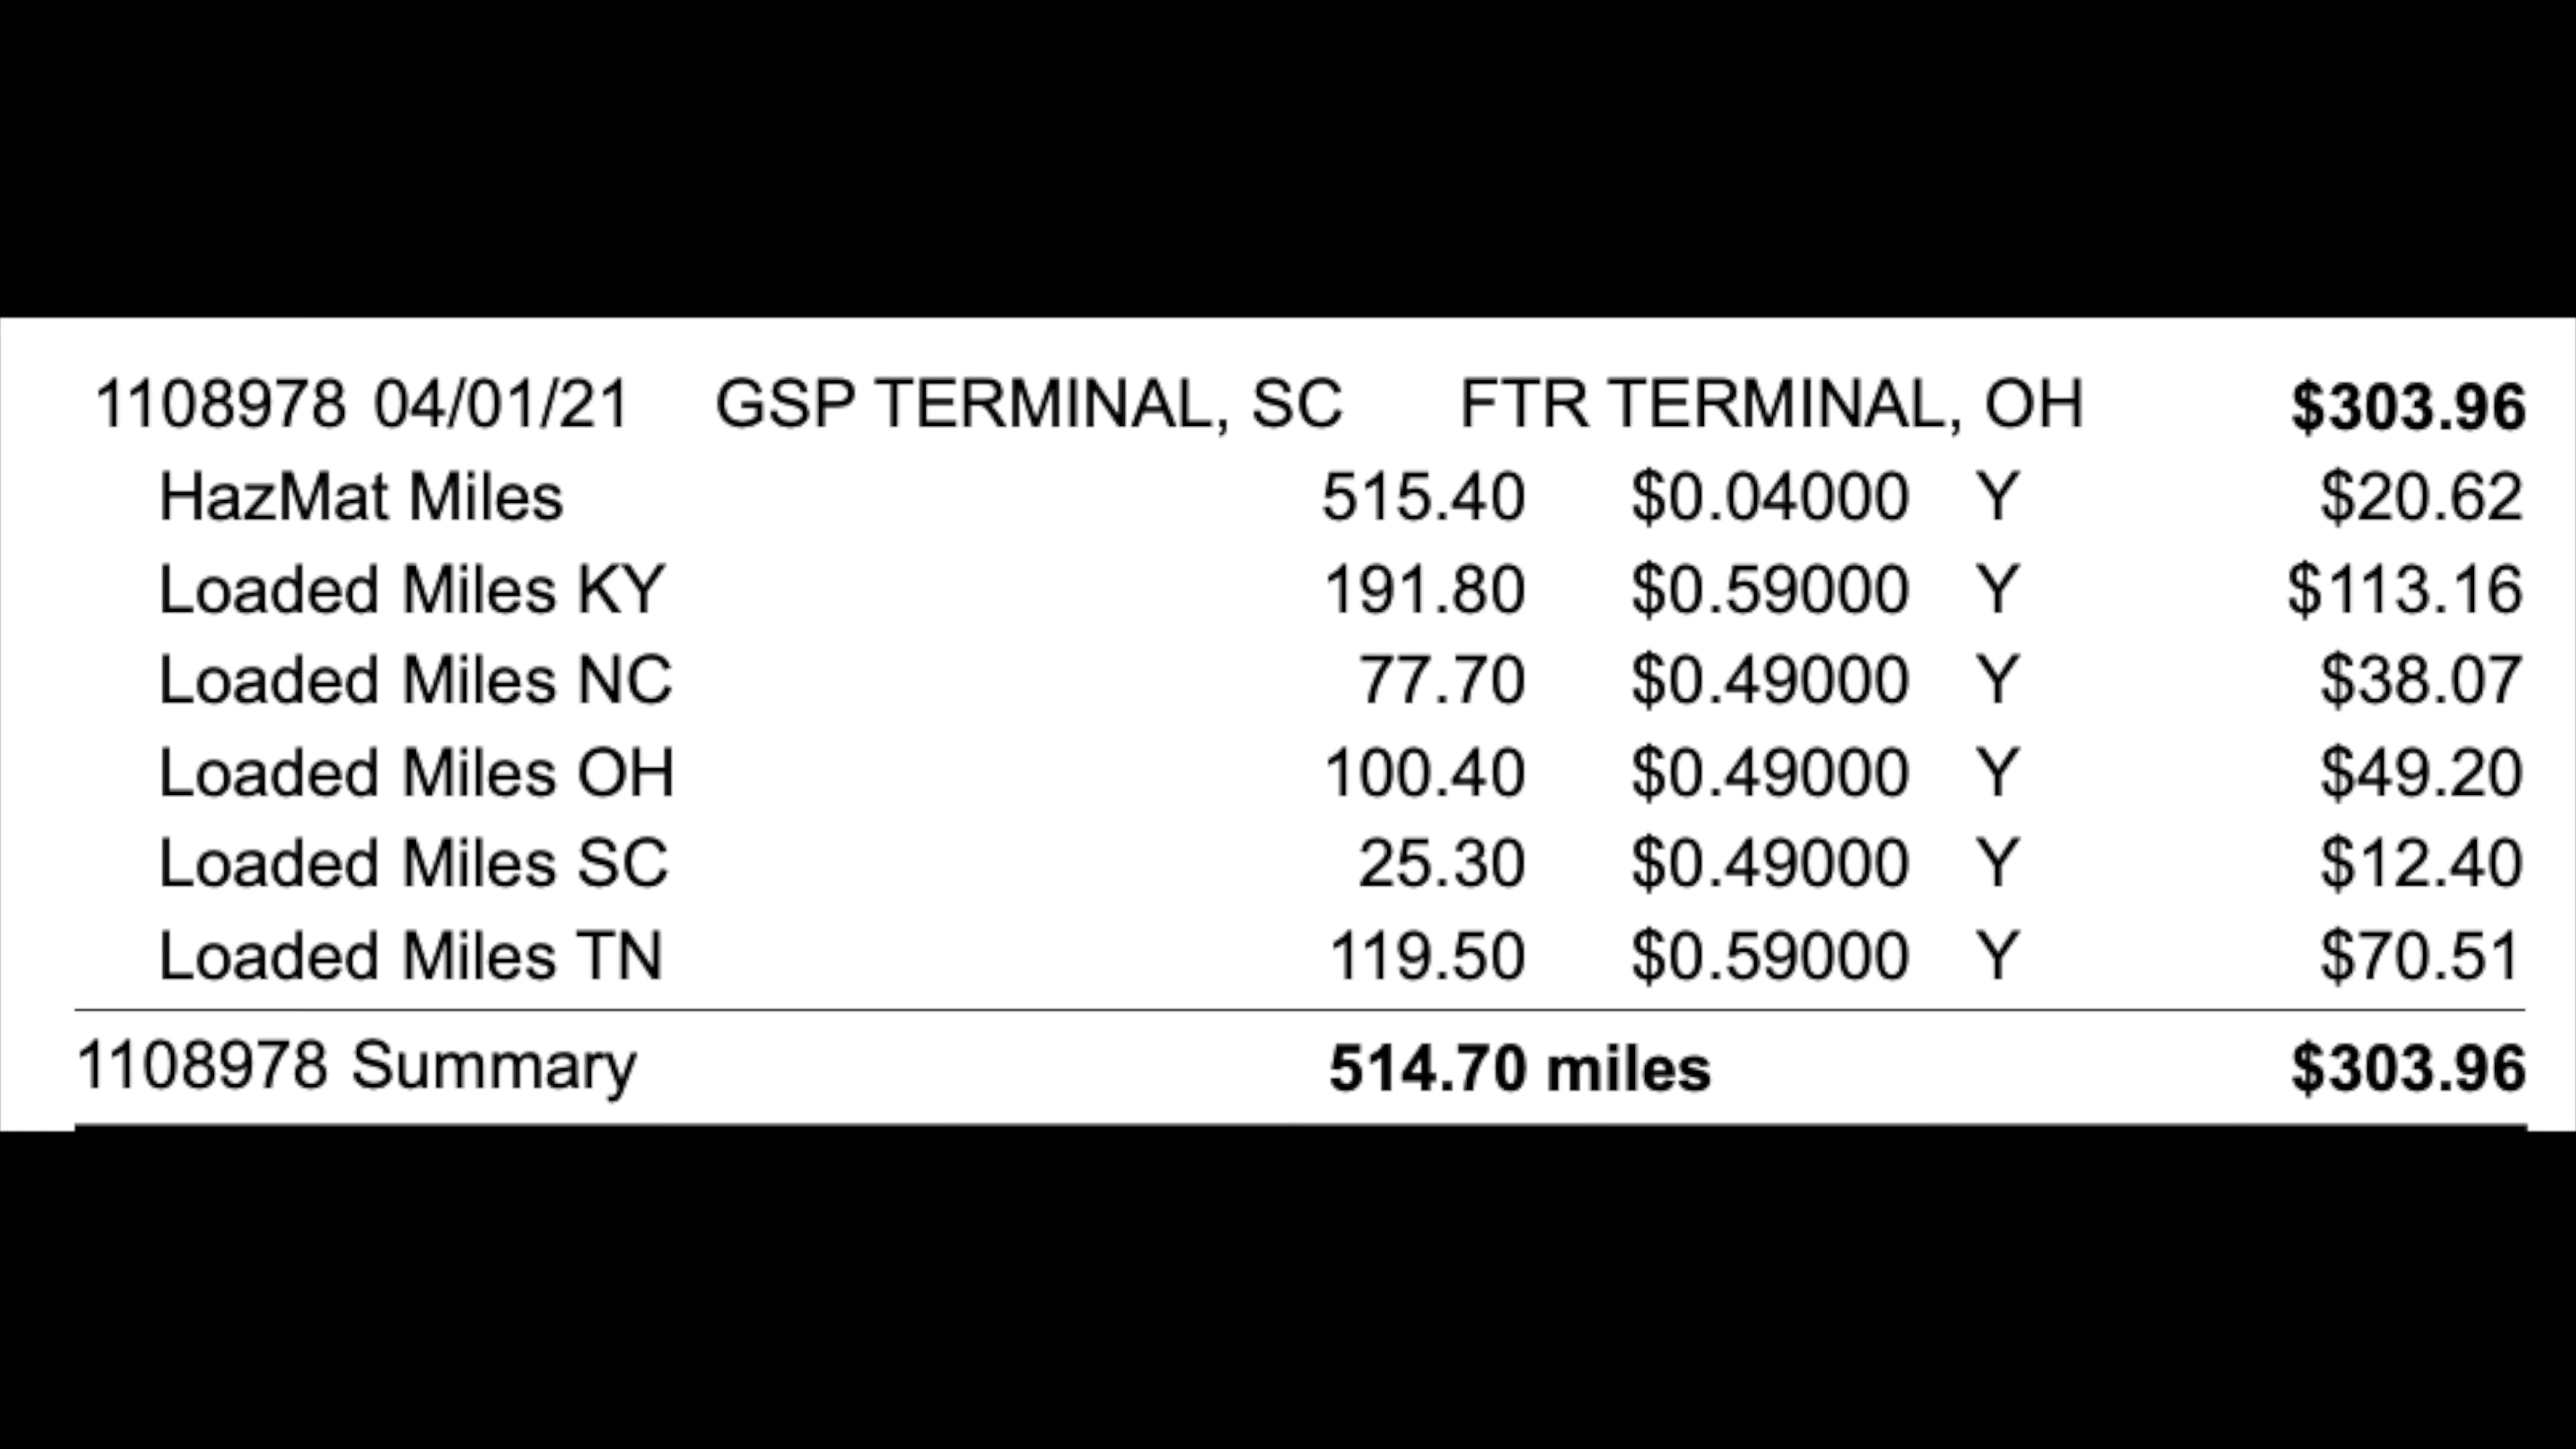 1108978 04/01/21 GSP TERMINAL, SC FTR TERMINAL, OH $303.96
HazMat Miles 515.40 $0.04000 Y $20.62
Loaded Miles KY 191.80 $0.59000 Y $113.16
Loaded Miles NC 77.70 $0.49000 Y $38.07
Loaded Miles OH 100.40 $0.49000 Y $49.20
Loaded Miles SC 25.30 $0.49000 Y $12.40
Loaded Miles TN 119.50 $0.59000 Y $70.51
1108978 Summary 514.70 miles $303.96